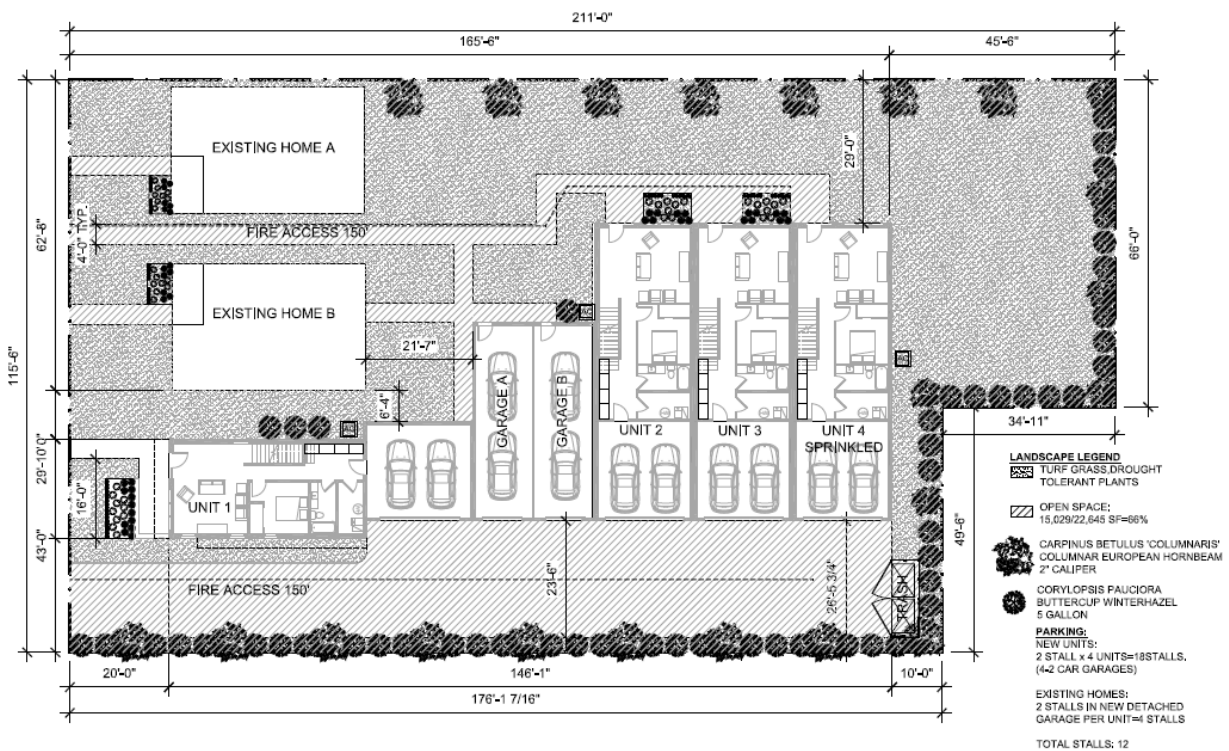 211'-0"
165'-6"
45'-6"
EXISTING HOME A
29'-0"
62'-8"
4'-0" TYP.
FIRE ACCESS 150'
66'-0"
EXISTING HOME B
AC
115'-6"
21'-7"
AC
6'-4"
GARAGE A
GARAGE B
34'-11"
AC
UNIT 2
UNIT 3
UNIT 4
SPRINKLED
29'-10"
16'-0"
UNIT 1
43'-0"
49'-6"
FIRE ACCESS 150'
23'-6"
26'-5 3/4"
TRASH
20'-0"
146'-1"
10'-0"
176'-1 7/16"
LANDSCAPE LEGEND
TURF GRASS,DROUGHT
TOLERANT PLANTS
OPEN SPACE;
15,029/22,645 SF=66%
CARPINUS BETULUS 'COLUMNARIS'
COLUMNAR EUROPEAN HORNBEAM
2" CALIPER
CORYLOPSIS PAUCIORA
BUTTERCUP WINTERHAZEL
5 GALLON
PARKING:
NEW UNITS:
2 STALL x 4 UNITS=18STALLS.
(4-2 CAR GARAGES)
EXISTING HOMES:
2 STALLS IN NEW DETACHED
GARAGE PER UNIT=4 STALLS
TOTAL STALLS: 12